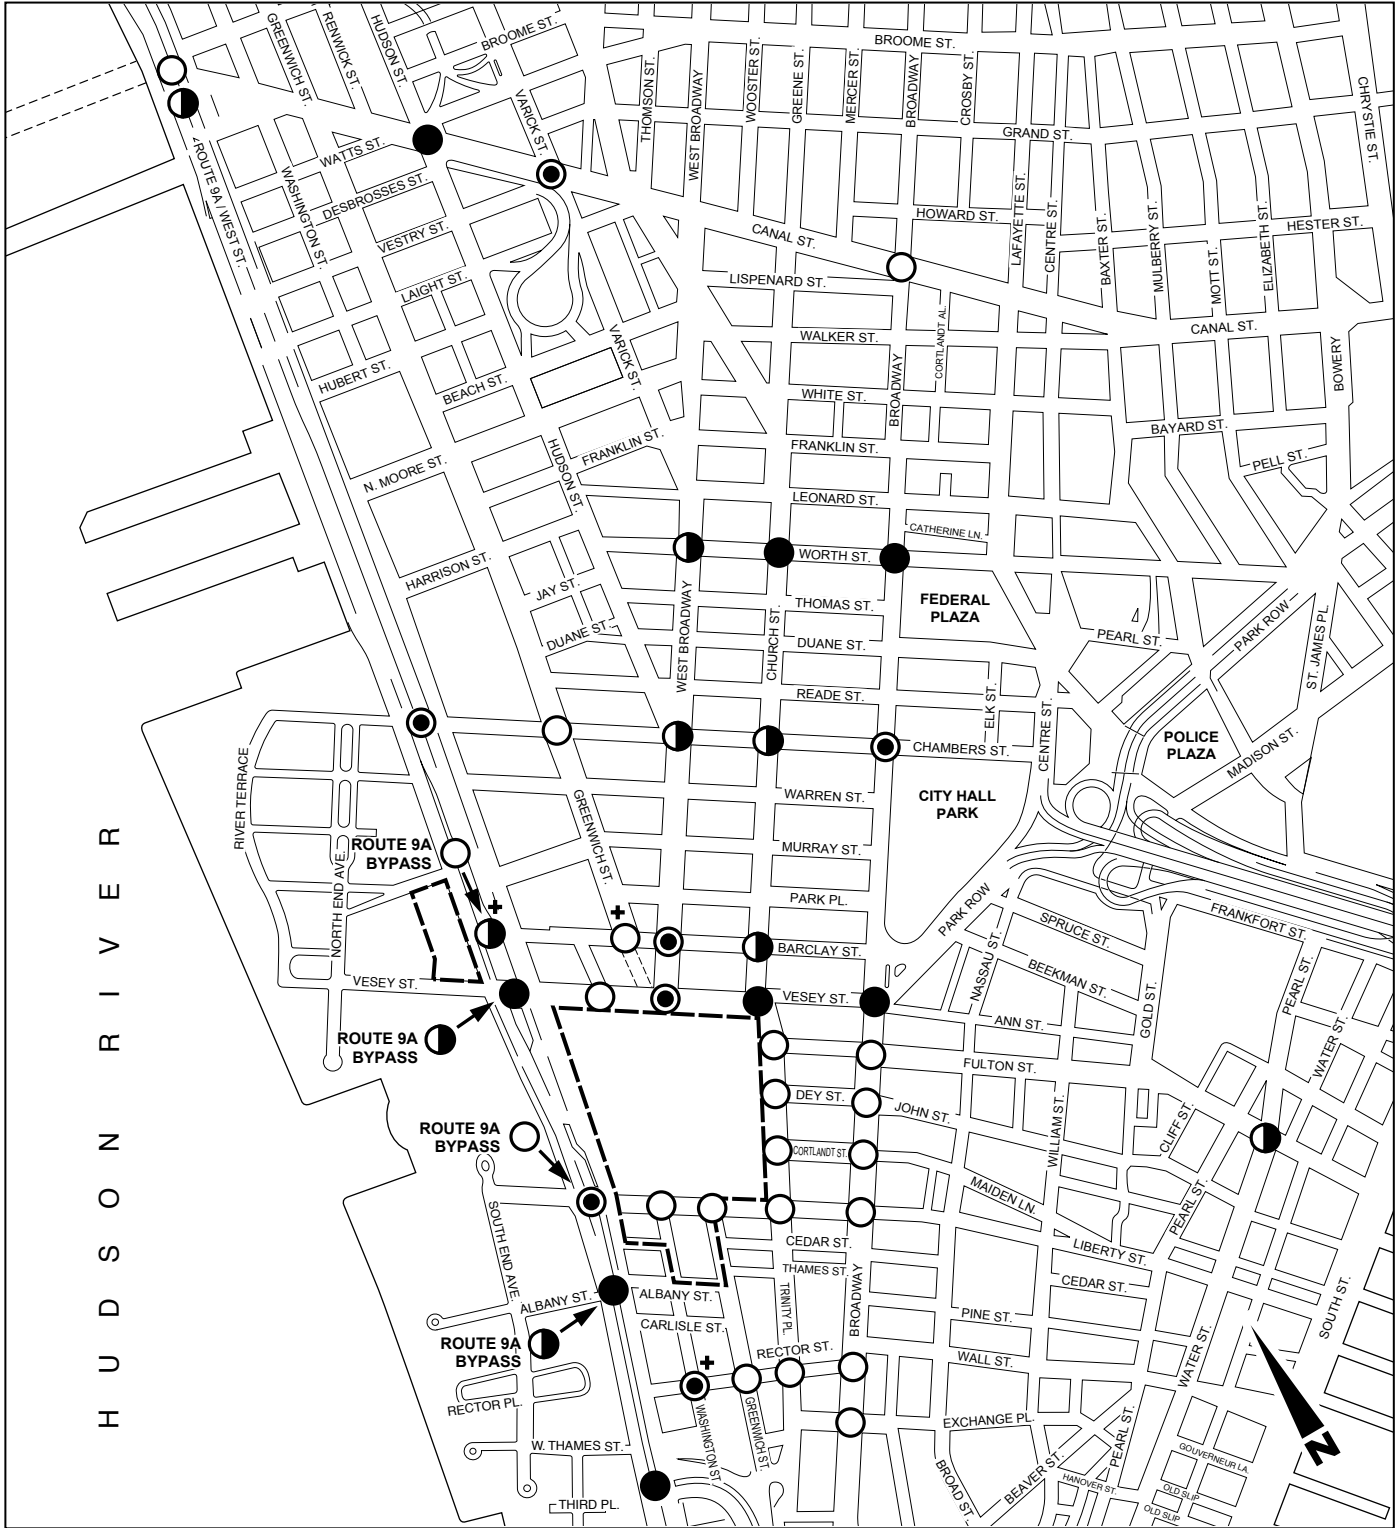 GREENWICH ST.
RENWICK ST.
HUDSON ST.
BROOME ST.
VARICK ST.
THOMSON ST.
WEST BROADWAY
WOOSTER ST.
GREENE ST.
MERCER ST.
BROADWAY
CROSBY ST.
BROOME ST.
GRAND ST.
CHRYSTIE ST.
ROUTE 9A / WEST ST.
WATTS ST.
WASHINGTON ST.
DESBROSSES ST.
VESTRY ST.
LAIGHT ST.
HUBERT ST.
BEACH ST.
VARICK ST.
CANAL ST.
LISPENARD ST.
HOWARD ST.
LAFAYETTE ST.
CENTRE ST.
BAXTER ST.
MULBERRY ST.
MOTT ST.
ELIZABETH ST.
HESTER ST.
WALKER ST.
CORTLANDT AL.
CANAL ST.
BOWERY
WHITE ST.
BROADWAY
BAYARD ST.
PELL ST.
N. MOORE ST.
HUDSON ST.
FRANKLIN ST.
FRANKLIN ST.
LEONARD ST.
CATHERINE LN.
WORTH ST.
HARRISON ST.
JAY ST.
DUANE ST.
WEST BROADWAY
CHURCH ST.
THOMAS ST.
DUANE ST.
READE ST.
FEDERAL
PLAZA
PEARL ST.
PARK ROW
ST. JAMES PL.
ELK ST.
CENTRE ST.
CHAMBERS ST.
POLICE
PLAZA
MADISON ST.
RIVER TERRACE
NORTH END AVE.
GREENWICH ST.
WARREN ST.
CITY HALL
PARK
MURRAY ST.
PARK PL.
PARK ROW
ROUTE 9A
BYPASS
BARCLAY ST.
NASSAU ST.
SPRUCE ST.
BEEKMAN ST.
FRANKFORT ST.
VESEY ST.
VESEY ST.
ANN ST.
GOLD ST.
PEARL ST.
WATER ST.
ROUTE 9A
BYPASS
FULTON ST.
DEY ST.
JOHN ST.
WILLIAM ST.
CLIFF ST.
ROUTE 9A
BYPASS
CORTLANDT ST.
MAIDEN LN.
PEARL ST.
SOUTH END AVE.
CEDAR ST.
LIBERTY ST.
THAMES ST.
CEDAR ST.
ALBANY ST.
ALBANY ST.
TRINITY PL.
BROADWAY
PINE ST.
SOUTH ST.
CARLISLE ST.
ROUTE 9A
BYPASS
RECTOR ST.
WALL ST.
WATER ST.
RECTOR PL.
WASHINGTON ST.
GREENWICH ST.
EXCHANGE PL.
PEARL ST.
W. THAMES ST.
BROAD ST.
BEAVER ST.
HANOVER ST.
GOUVERNEUR LA.
OLD SLIP
OLD SLIP
THIRD PL.
HUDSON RIVER
N